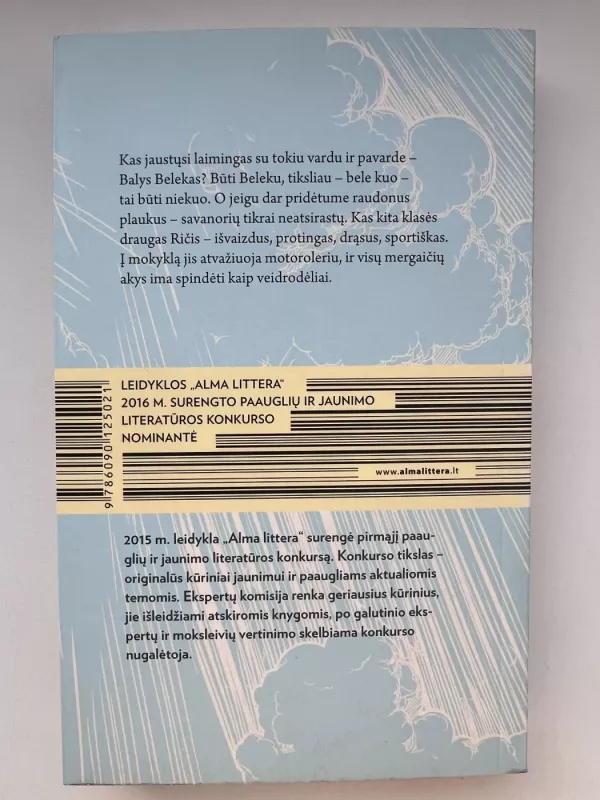 Kas jaustųsi laimingas su tokiu vardu ir pavarde –
Balys Belekas? Būti Beleku, tiksliau – bele kuo –
tai būti niekuo. O jeigu dar pridėtume raudonus
plaukus – savanorių tikrai neatsirastų. Kas kita klasės
draugas Ričis – išvaizdus, protingas, drąsus, sportiškas.
Į mokyklą jis atvažiuoja motoroleriu, ir visų mergaičių
akys ima spindėti kaip veidrodėliai.
9 786090 125021
LEIDYKLOS „ALMA LITTERA“
2016 M. SURENGTO PAAUGLIŲ IR JAUNIMO
LITERATŪROS KONKURSO
NOMINANTĖ
www.almalittera.lt
2015 m. leidykla „Alma littera“ surengė pirmąjį paau-
glių ir jaunimo literatūros konkursą. Konkurso tikslas –
originalūs kūriniai jaunimui ir paaugliams aktualiomis
temomis. Ekspertų komisija renka geriausius kūrinius,
jie išleidžiami atskiromis knygomis, po galutinio eks-
pertų ir moksleivių vertinimo skelbiama konkurso
nugalėtoja.